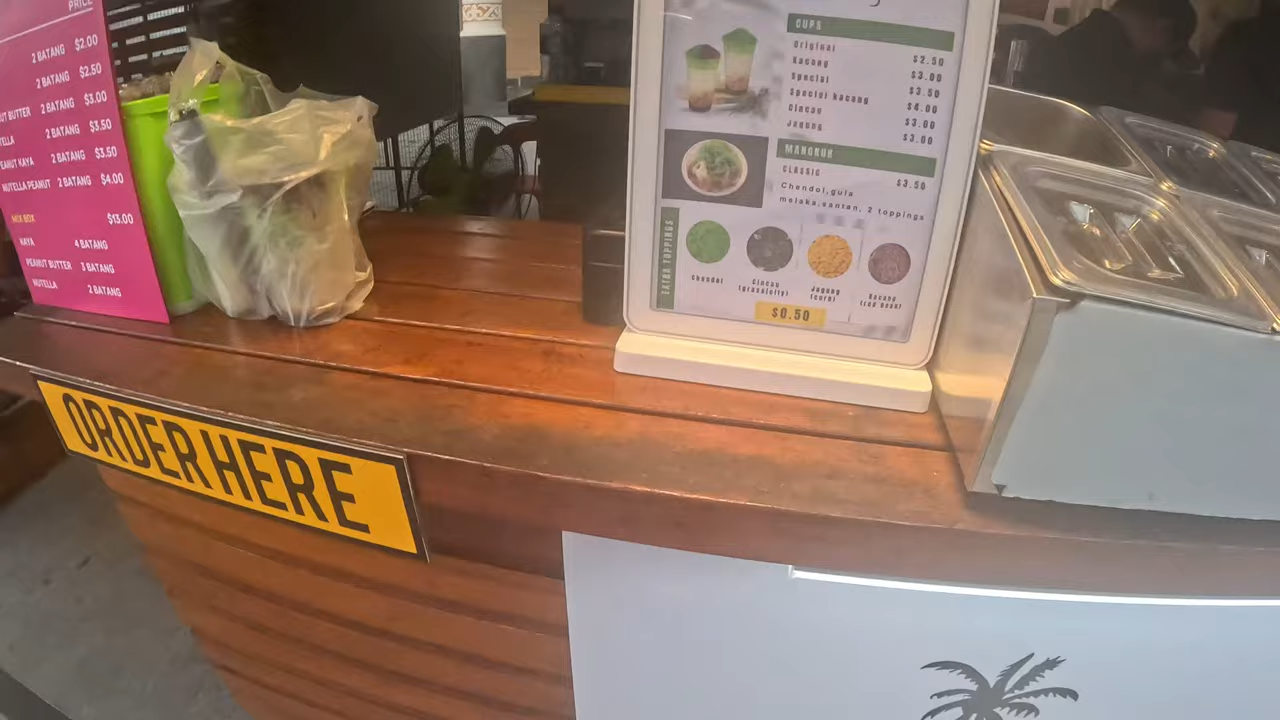 PRICE
2 BATANG $2.00
2 BATANG $2.50
BUTTER 2 BATANG $3.00
2 BATANG $3.50
KAYA 2 BATANG $3.50
NUTELLA PEANUT 2 BATANG $4.00
MIX BOX $13.00
KAYA 4 BATANG
PEANUT BUTTER 3 BATANG
NUTELLA 2 BATANG
ORDER HERE
CUPS
Original $2.50
Kacang $3.00
Special $3.50
Special kacang $4.00
Cincau $3.00
Jagung $3.00
MANGKUK
CLASSIC $3.50
Chendol, gula
melaka, santan, 2 toppings
EXTRA TOPPINGS
Chendol
Cincau
(grassjelly)
Jagung
(corn)
Kacang
(red bean)
$0.50